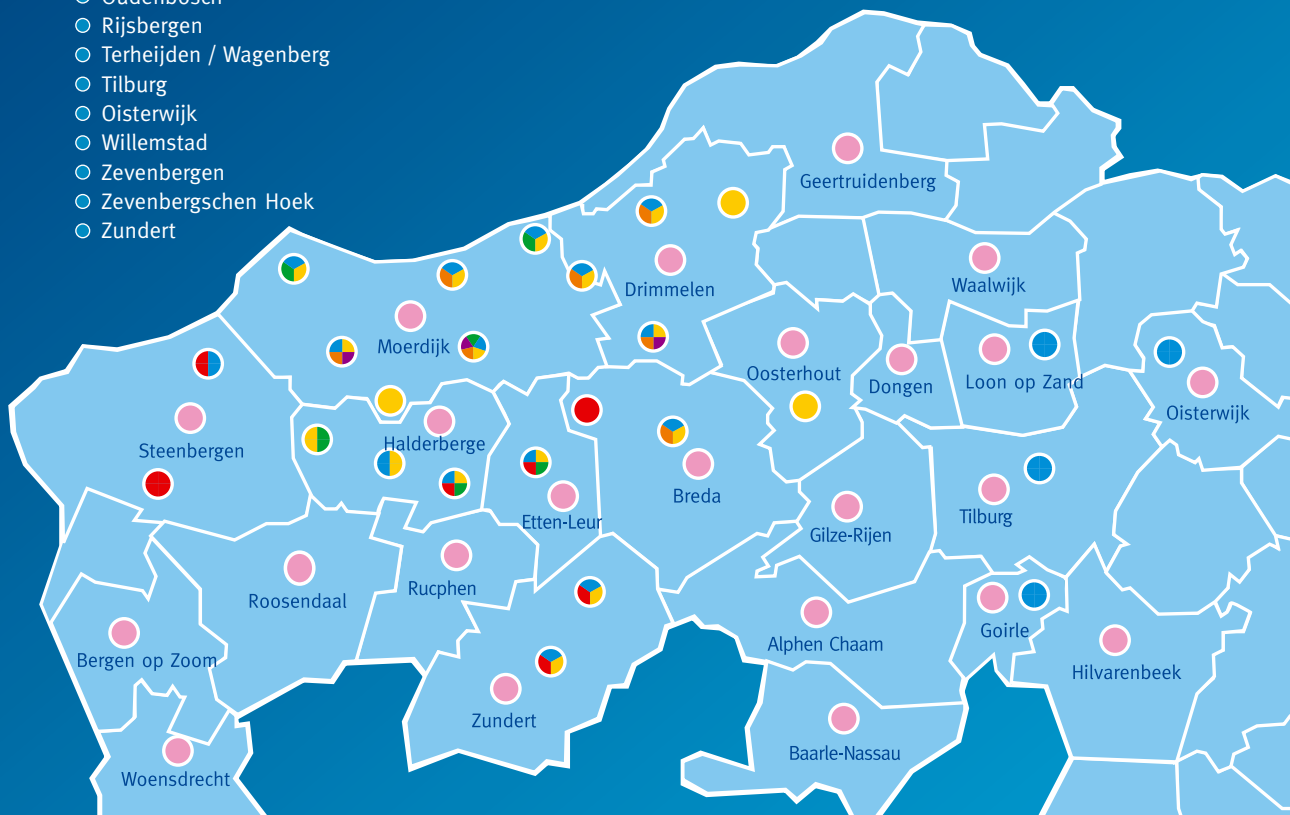 Oudenbosch
Rijsbergen
Terheijden / Wagenberg
Tilburg
Oisterwijk
Willemstad
Zevenbergen
Zevenbergschen Hoek
Zundert
Geertruidenberg
Drimmelen
Waalwijk
Moerdijk
Oosterhout
Dongen
Loon op Zand
Oisterwijk
Steenbergen
Halderberge
Breda
Etten-Leur
Gilze-Rijen
Tilburg
Roosendaal
Rucphen
Goirle
Alphen Chaam
Bergen op Zoom
Hilvarenbeek
Zundert
Baarle-Nassau
Woensdrecht